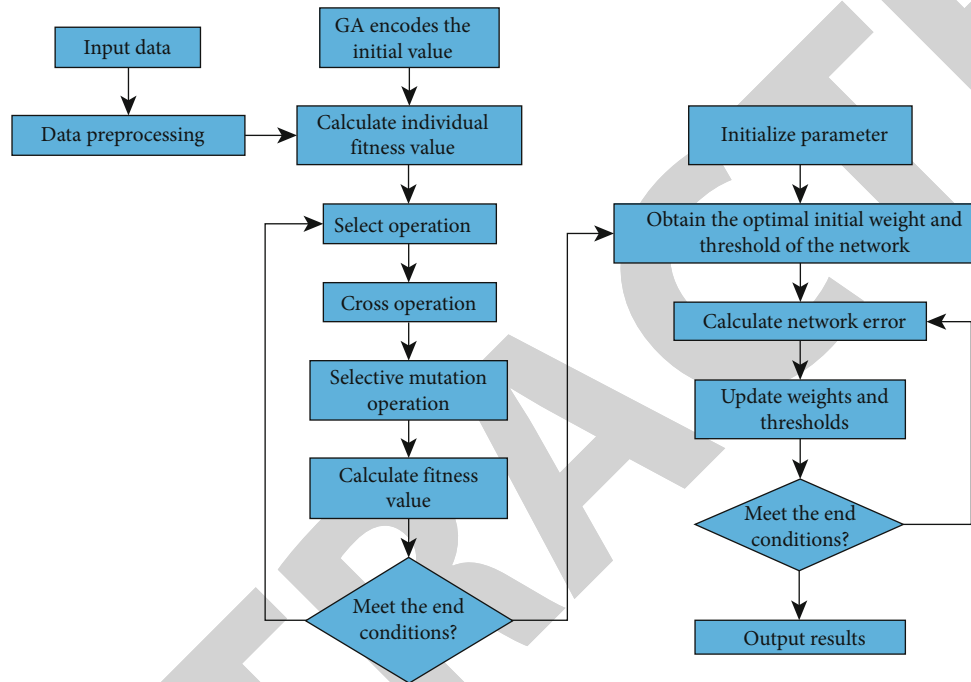 Input data
Data preprocessing
GA encodes the
initial value
Calculate individual
fitness value
Select operation
Cross operation
Selective mutation
operation
Calculate fitness
value
Meet the end
conditions?
Initialize parameter
Obtain the optimal initial weight and
threshold of the network
Calculate network error
Update weights and
thresholds
Meet the end
conditions?
Output results